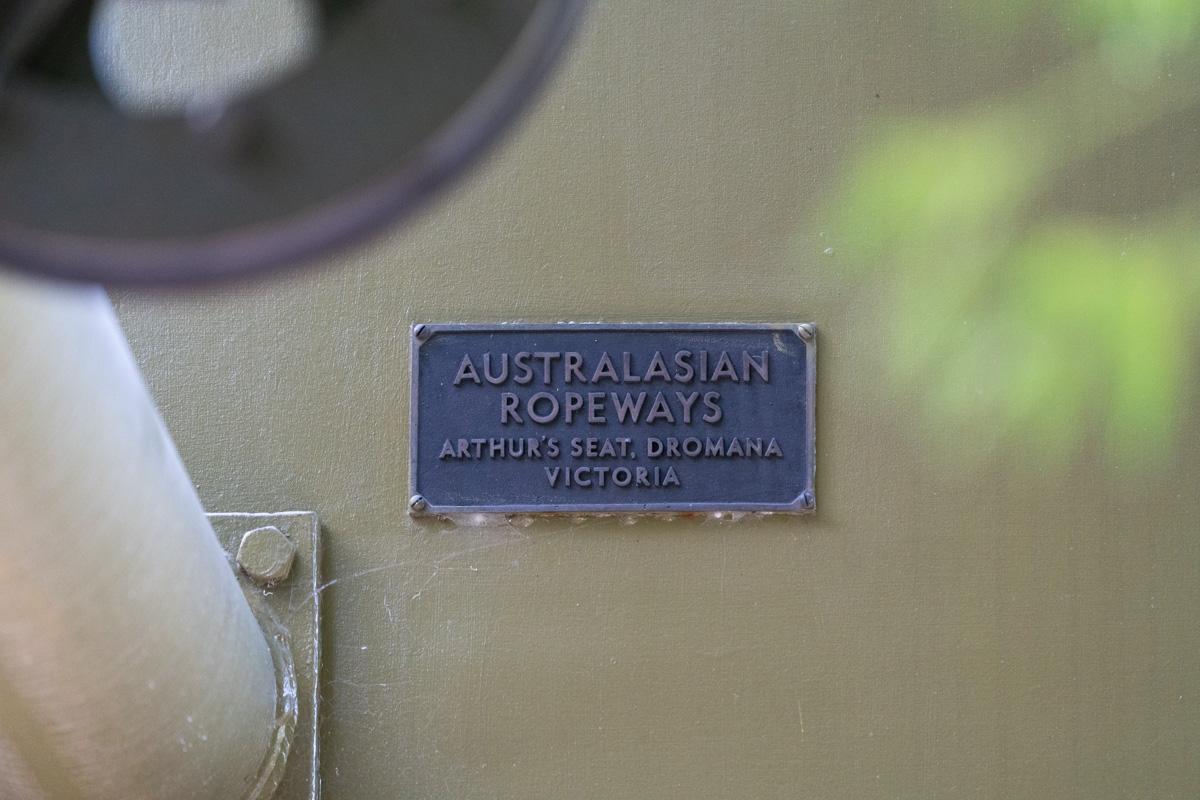 AUSTRALASIAN
ROPEWAYS
ARTHUR'S SEAT, DROMANA
VICTORIA